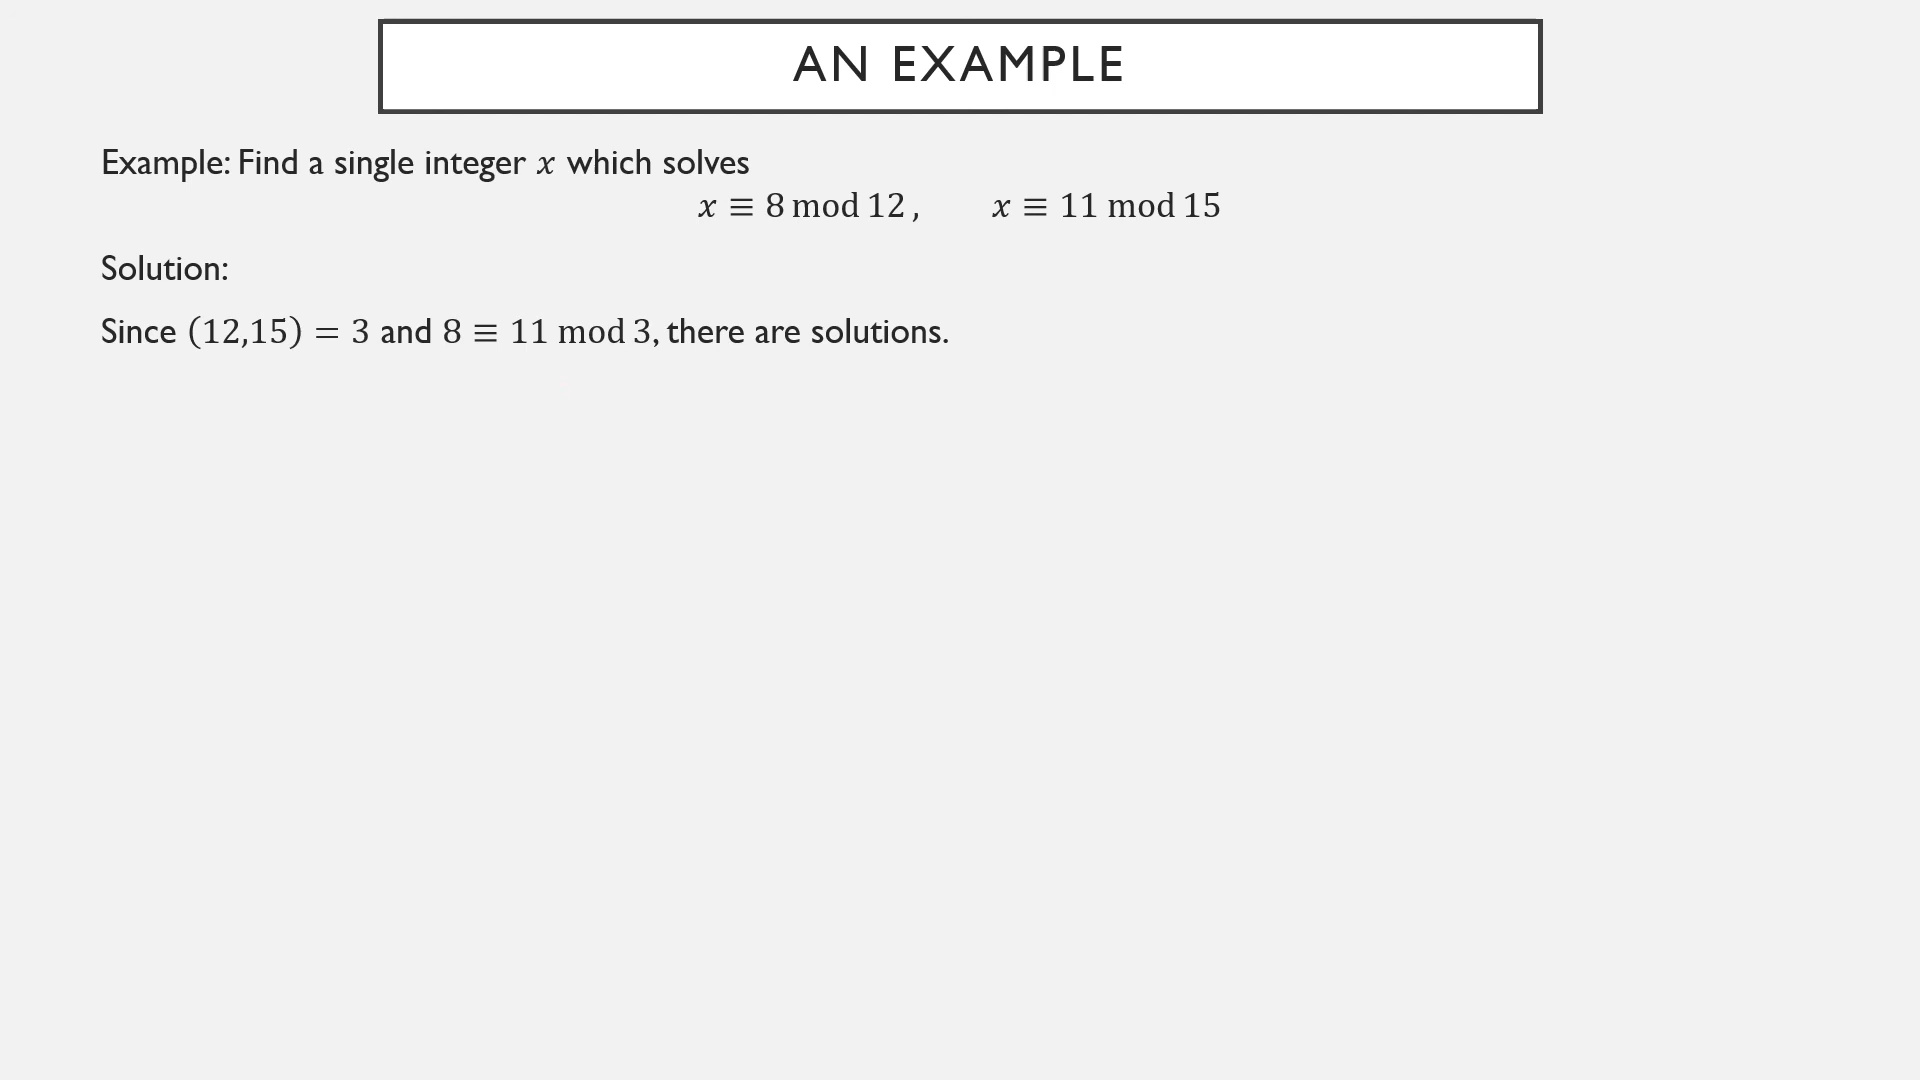 AN EXAMPLE
Example: Find a single integer 𝑥 which solves
𝑥 ≡ 8 mod 12 , 𝑥 ≡ 11 mod 15
Solution:
Since (12,15) = 3 and 8 ≡ 11 mod 3, there are solutions.